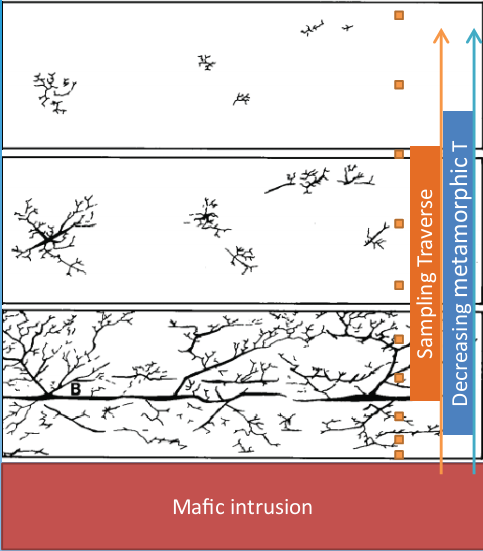 Sampling Traverse
Decreasing metamorphic T
B
Mafic intrusion